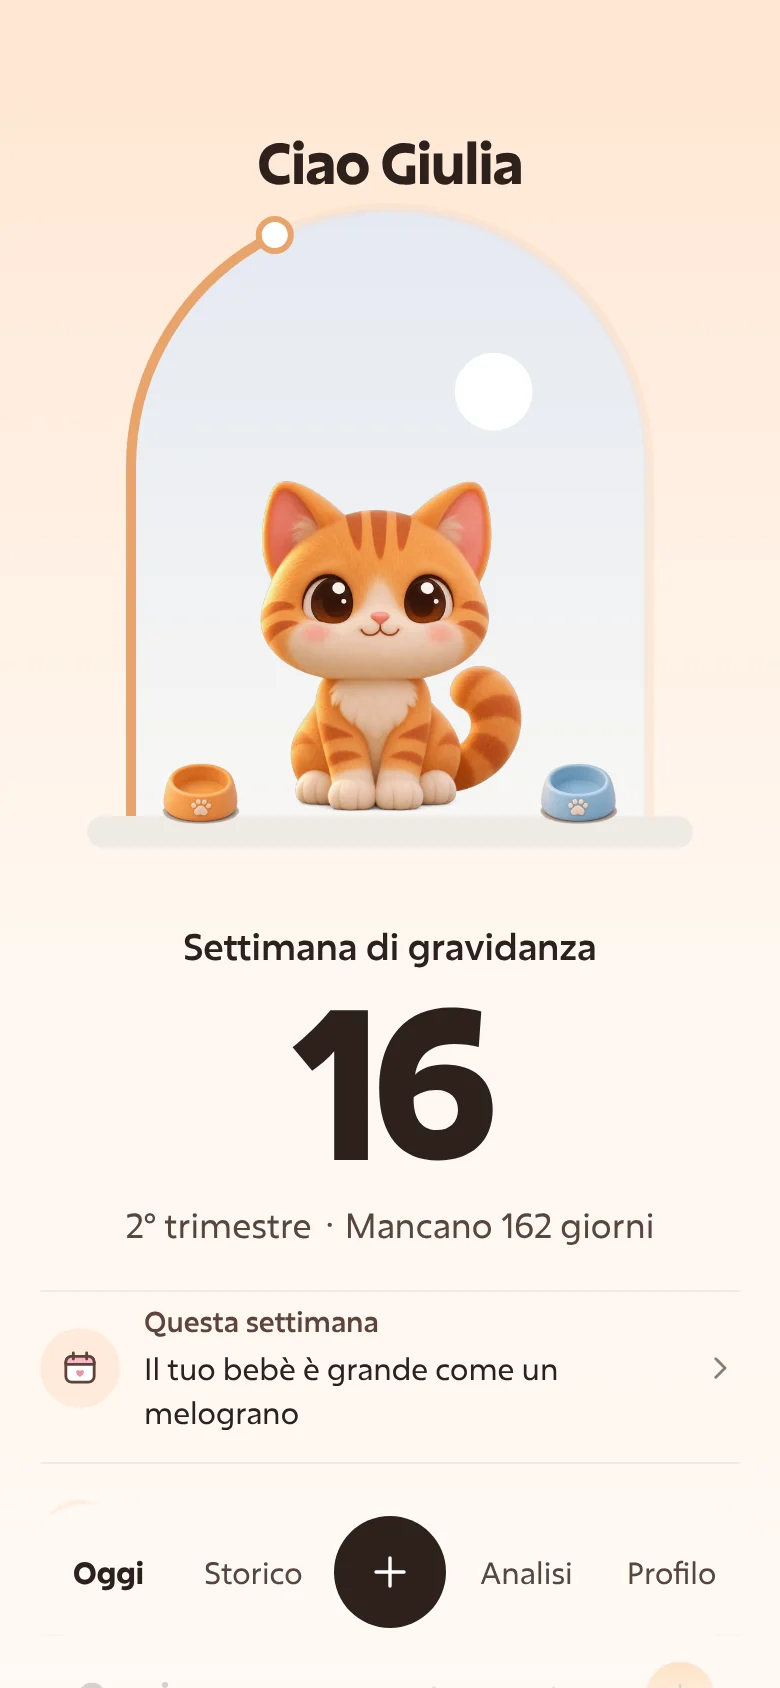 Ciao Giulia
Settimana di gravidanza
16
2° trimestre · Mancano 162 giorni
Questa settimana
Il tuo bebè è grande come un
melograno
Oggi
Storico
Analisi
Profilo